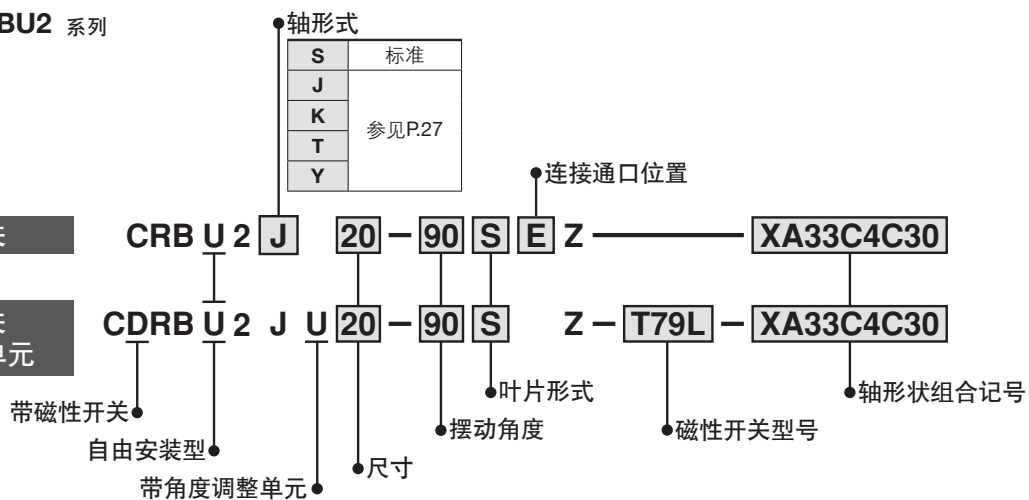 BU2 系列
轴形式
S 标准
J
K
T
Y
参见P.27
连接通口位置
CRB U 2 J 20 – 90 S E Z — XA33C4C30
CDRB U 2 J U 20 – 90 S Z – T79L – XA33C4C30
单元
叶片形式
轴形状组合记号
带磁性开关
摆动角度
磁性开关型号
自由安装型
尺寸
带角度调整单元